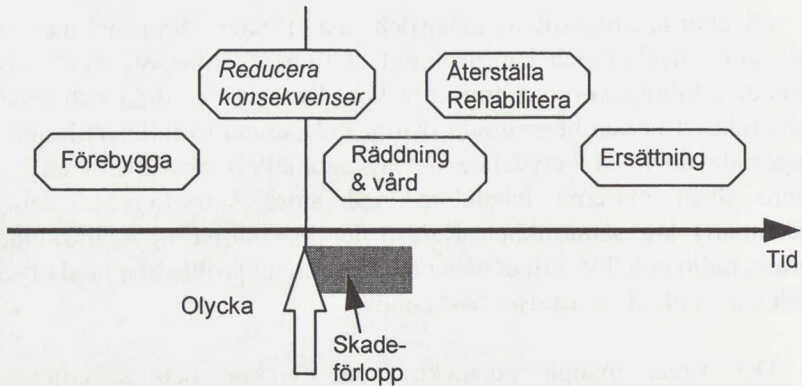 Reducera
konsekvenser
Återställa
Rehabilitera
Förebygga
Räddning
& vård
Ersättning
Tid
Olycka
Skade-
förlopp